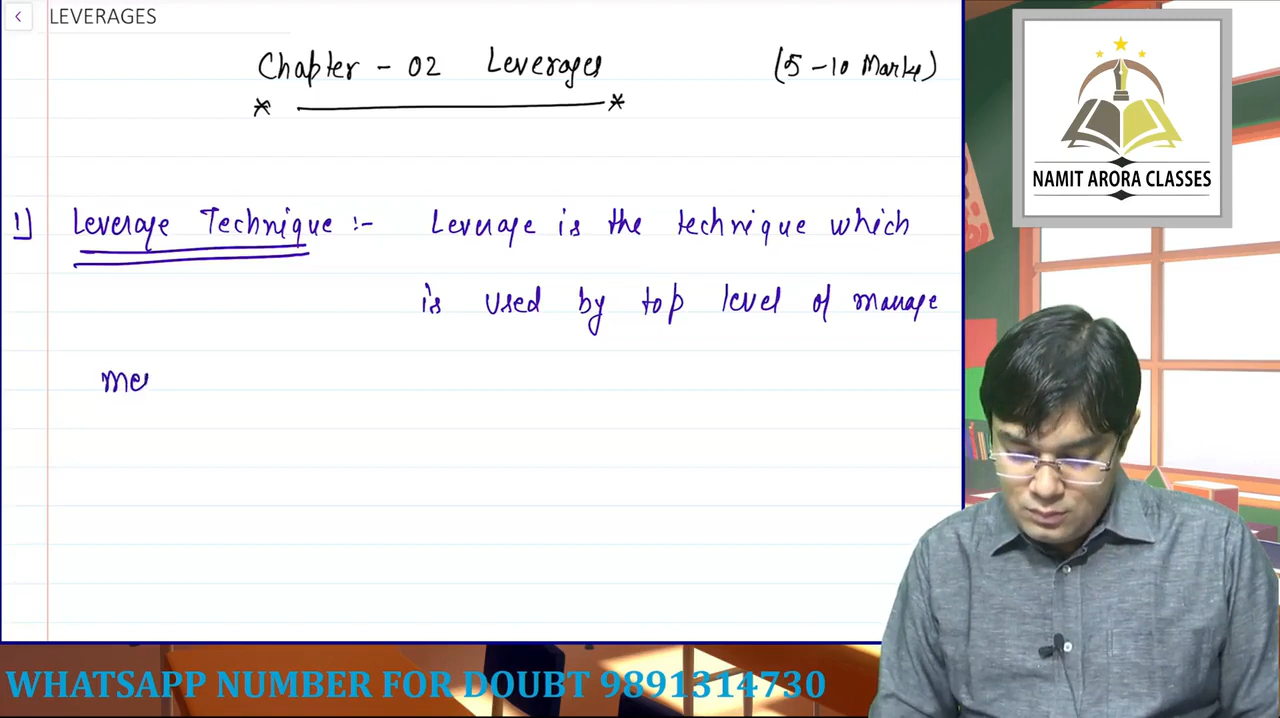 LEVERAGES
Chapter - 02 Leverages (5 - 10 Marks)
1) Leverage Technique :- Leverage is the technique which
is used by top level of manage
me
NAMIT ARORA CLASSES
WHATSAPP NUMBER FOR DOUBT 9891314730